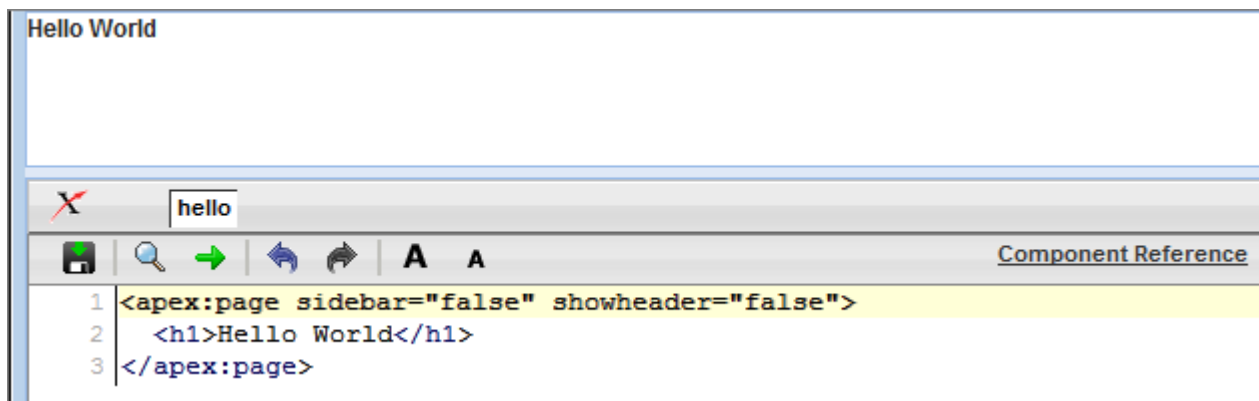 Hello World
hello
A A Component Reference
1 <apex:page sidebar="false" showheader="false">
2 <h1>Hello World</h1>
3 </apex:page>